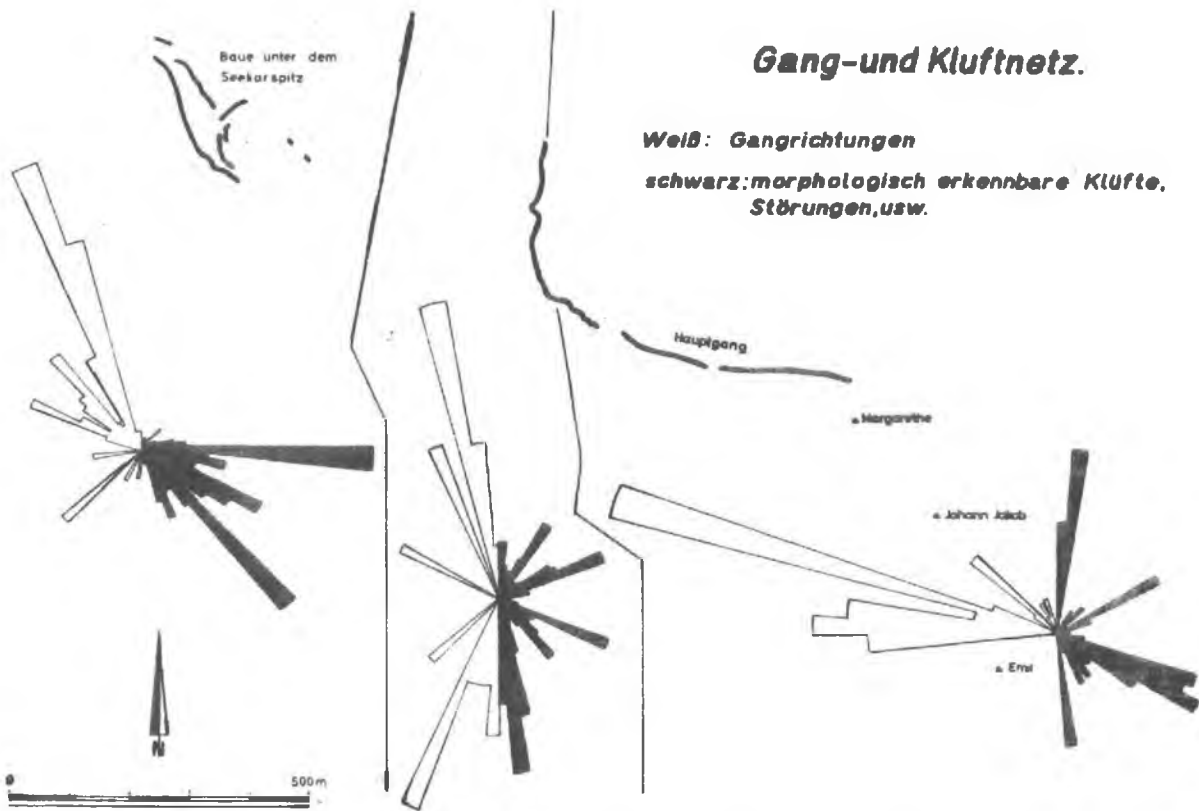 Gang-und Kluftnetz.
Weiß: Gangrichtungen
schwarz:morphologisch erkennbare Klüfte,
Störungen,usw.
Baue unter dem
Seekarspitz
Hauptgang
Margarethe
Johann Jakob
Ernst
N
0 500m